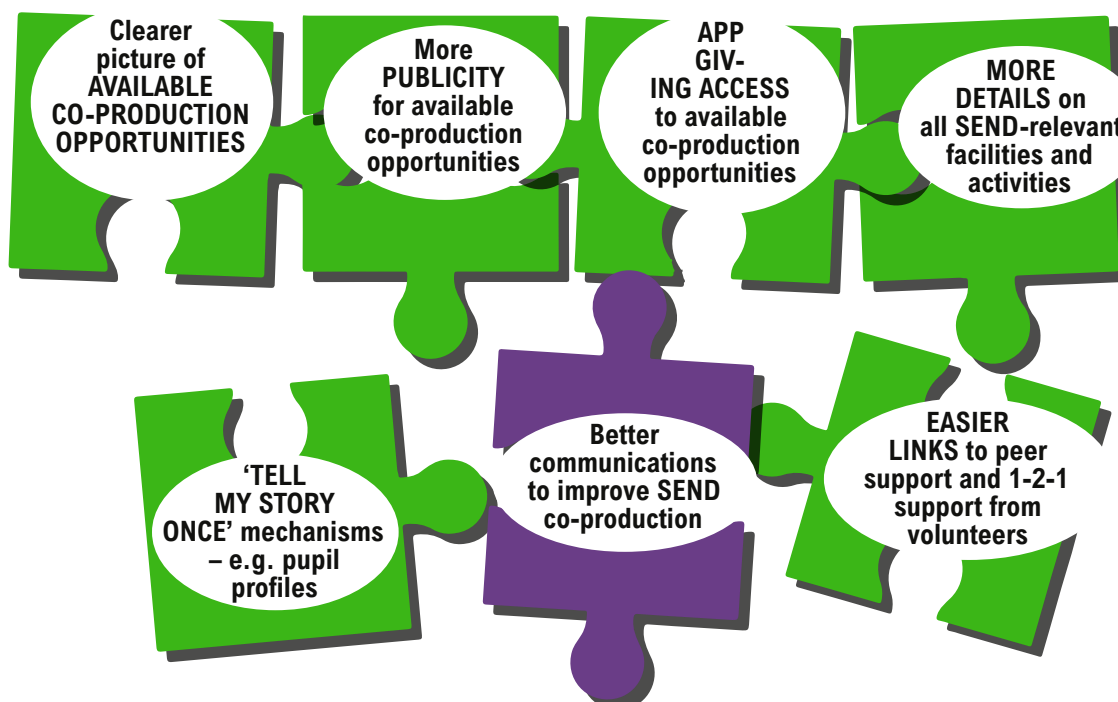 Clearer
picture of
AVAILABLE
CO-PRODUCTION
OPPORTUNITIES
More
PUBLICITY
for available
co-production
opportunities
APP
GIV-
ING ACCESS
to available
co-production
opportunities
MORE
DETAILS on
all SEND-relevant
facilities and
activities
‘TELL
MY STORY
ONCE’ mechanisms
– e.g. pupil
profiles
Better
communications
to improve SEND
co-production
EASIER
LINKS to peer
support and 1-2-1
support from
volunteers